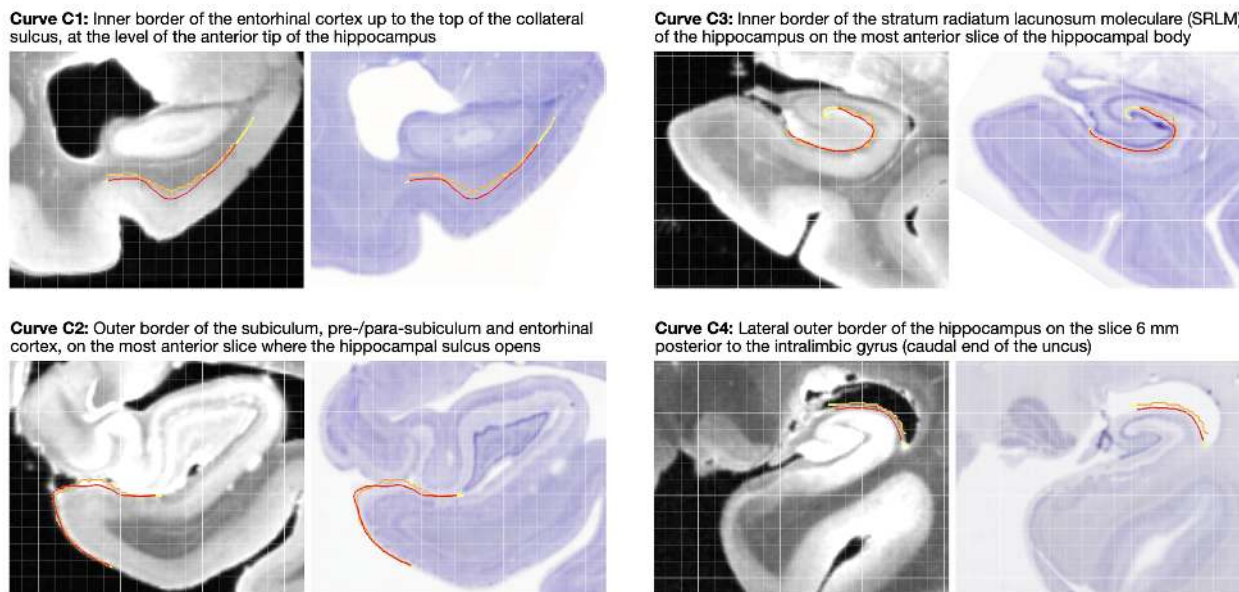 Curve C1: Inner border of the entorhinal cortex up to the top of the collateral
sulcus, at the level of the anterior tip of the hippocampus
Curve C3: Inner border of the stratum radiatum lacunosum moleculare (SRLM)
of the hippocampus on the most anterior slice of the hippocampal body
Curve C2: Outer border of the subiculum, pre-/para-subiculum and entorhinal
cortex, on the most anterior slice where the hippocampal sulcus opens
Curve C4: Lateral outer border of the hippocampus on the slice 6 mm
posterior to the intralimbic gyrus (caudal end of the uncus)